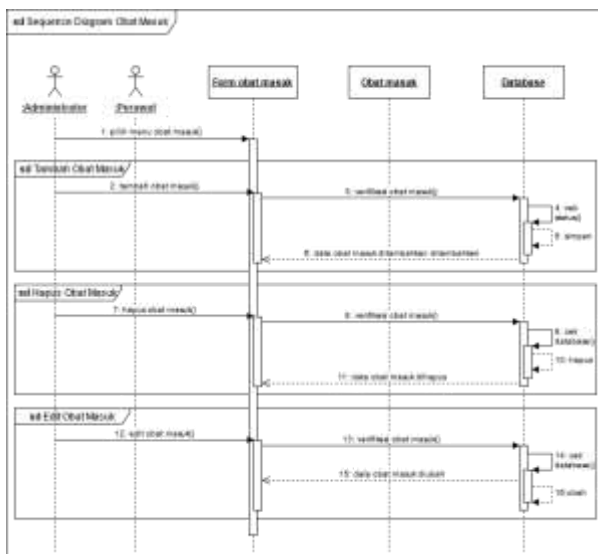 sd Sequence Diagram Obat Masuk
:Administrator
:Perawat
Form obat masuk
Obat masuk
Database
1: pilih menu obat masuk()
sd Tambah Obat Masuk
2: tambah obat masuk()
3: verifikasi obat masuk()
4: cek
status()
5: simpan
6: data obat masuk ditambahkan ditambahkan
sd Hapus Obat Masuk
7: hapus obat masuk()
8: verifikasi obat masuk()
9: cek
database()
10: hapus
11: data obat masuk dihapus
sd Edit Obat Masuk
12: edit obat masuk()
13: verifikasi obat masuk()
14: cek
database()
15: data obat masuk diubah
16: ubah